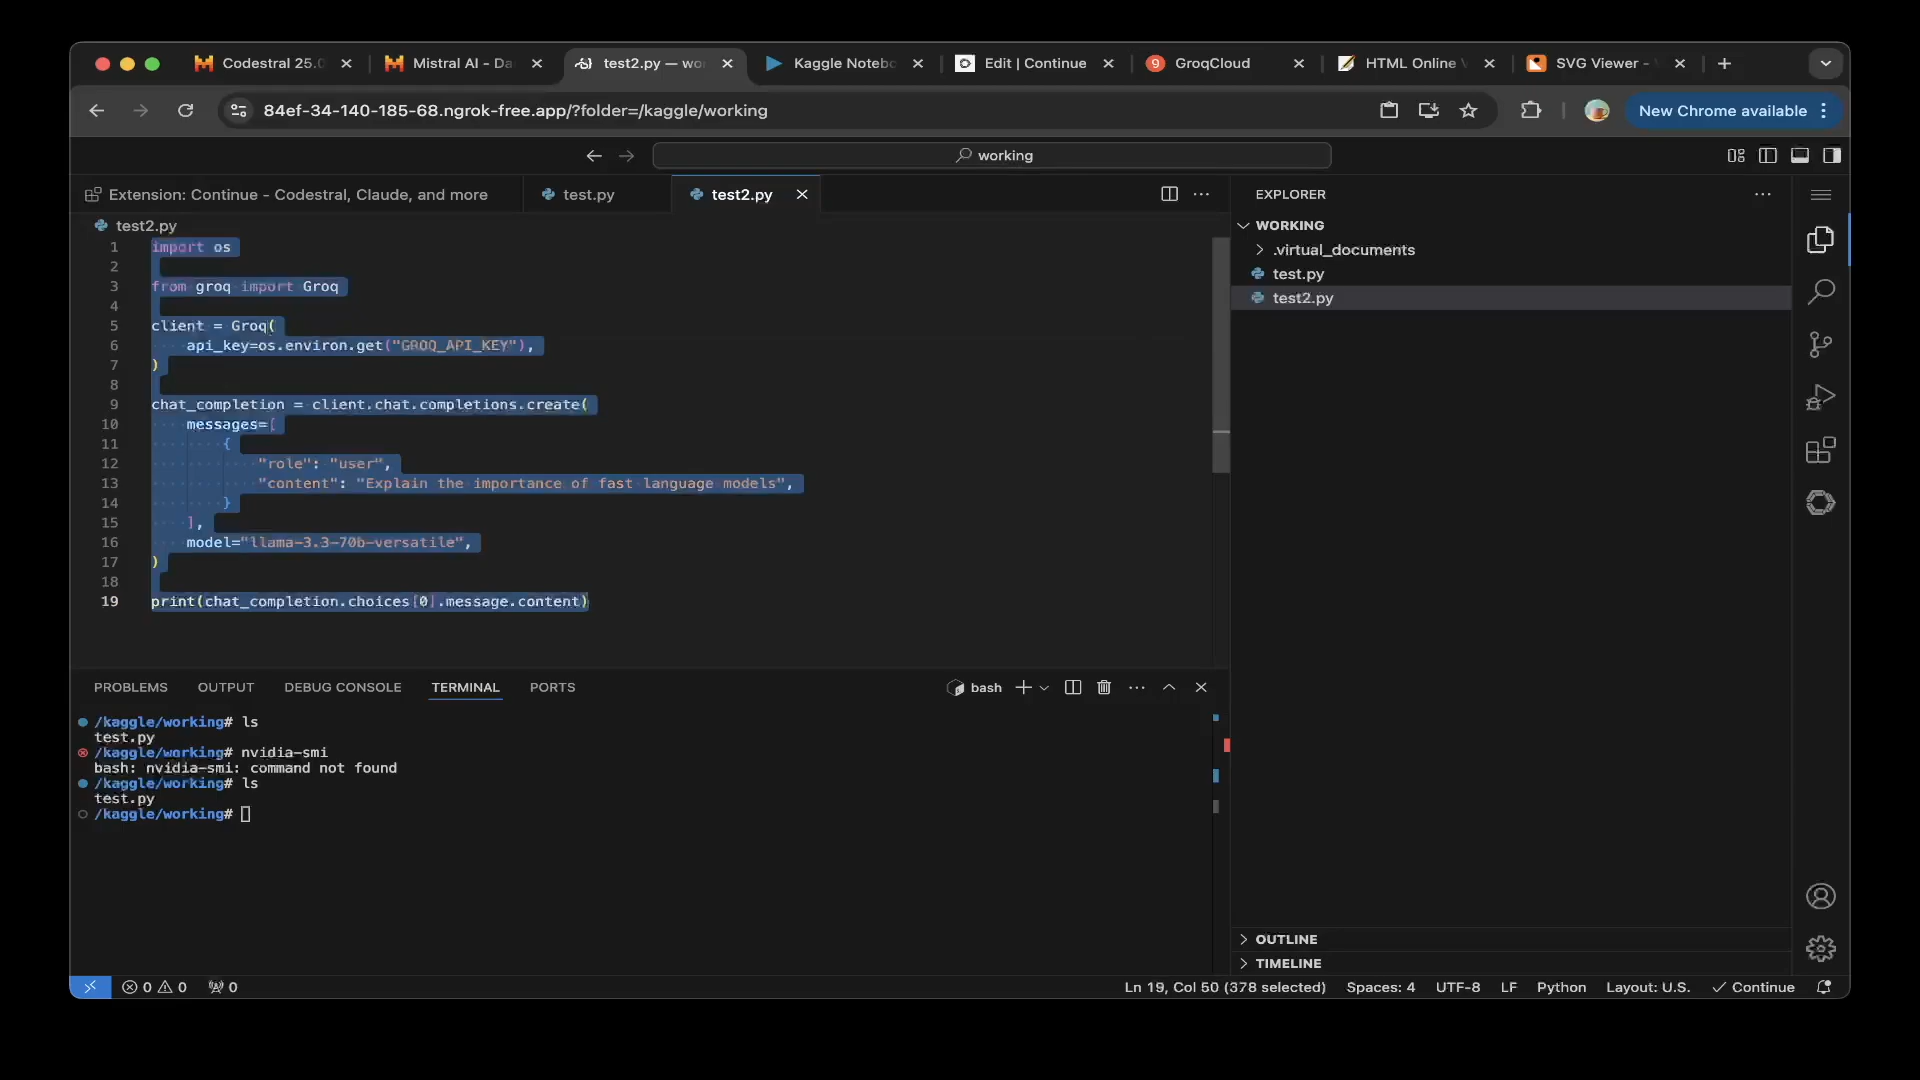 Codestral 25.0
Mistral AI - Da
test2.py — wo
Kaggle Notebo
Edit | Continue
GroqCloud
HTML Online V
SVG Viewer -
84ef-34-140-185-68.ngrok-free.app/?folder=/kaggle/working
New Chrome available
working
Extension: Continue - Codestral, Claude, and more
test.py
test2.py
test2.py
1 import os
2
3 from groq import Groq
4
5 client = Groq(
6 api_key=os.environ.get("GROQ_API_KEY"),
7 )
8
9 chat_completion = client.chat.completions.create(
10 messages=[
11 {
12 "role": "user",
13 "content": "Explain the importance of fast language models",
14 }
15 ],
16 model="llama-3.3-70b-versatile",
17 )
18
19 print(chat_completion.choices[0].message.content)
EXPLORER
WORKING
.virtual_documents
test.py
test2.py
OUTLINE
TIMELINE
PROBLEMS
OUTPUT
DEBUG CONSOLE
TERMINAL
PORTS
bash
/kaggle/working# ls
test.py
/kaggle/working# nvidia-smi
bash: nvidia-smi: command not found
/kaggle/working# ls
test.py
/kaggle/working#
0 0
0
Ln 19, Col 50 (378 selected)
Spaces: 4
UTF-8
LF
Python
Layout: U.S.
Continue